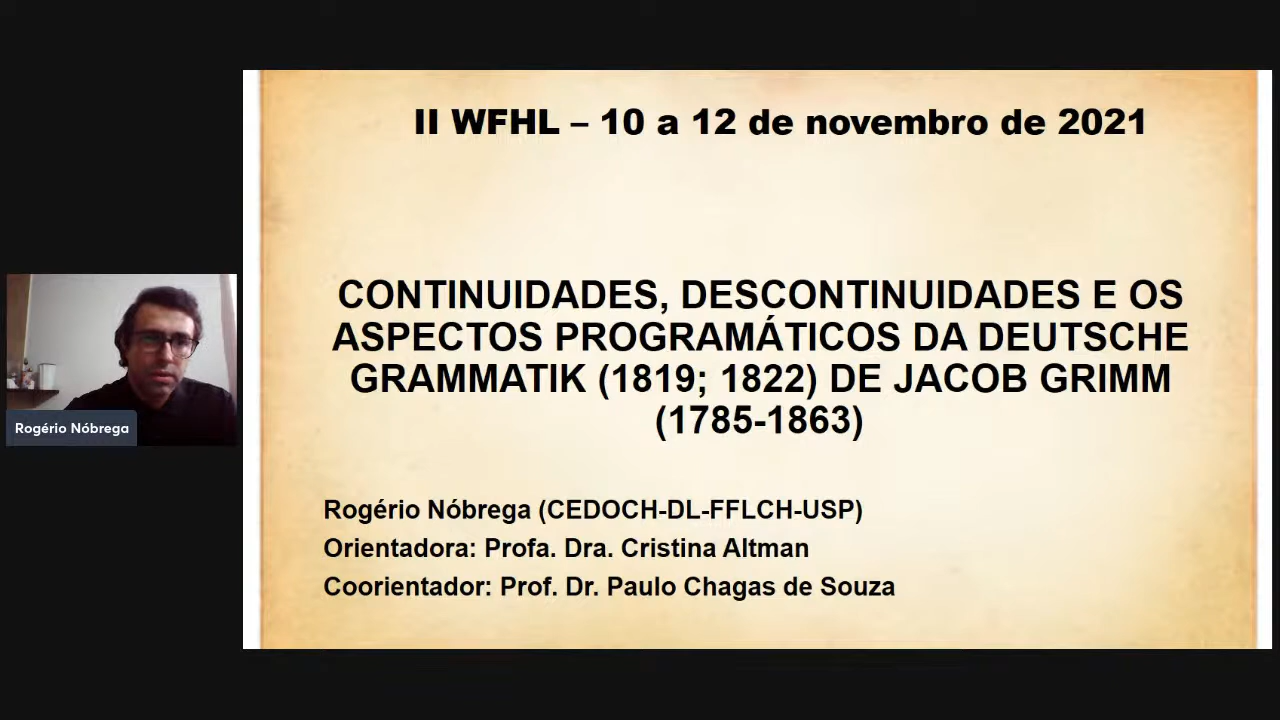 II WFHL – 10 a 12 de novembro de 2021
CONTINUIDADES, DESCONTINUIDADES E OS
ASPECTOS PROGRAMÁTICOS DA DEUTSCHE
GRAMMATIK (1819; 1822) DE JACOB GRIMM
(1785-1863)
Rogério Nóbrega (CEDOCH-DL-FFLCH-USP)
Orientadora: Profa. Dra. Cristina Altman
Coorientador: Prof. Dr. Paulo Chagas de Souza
Rogério Nóbrega